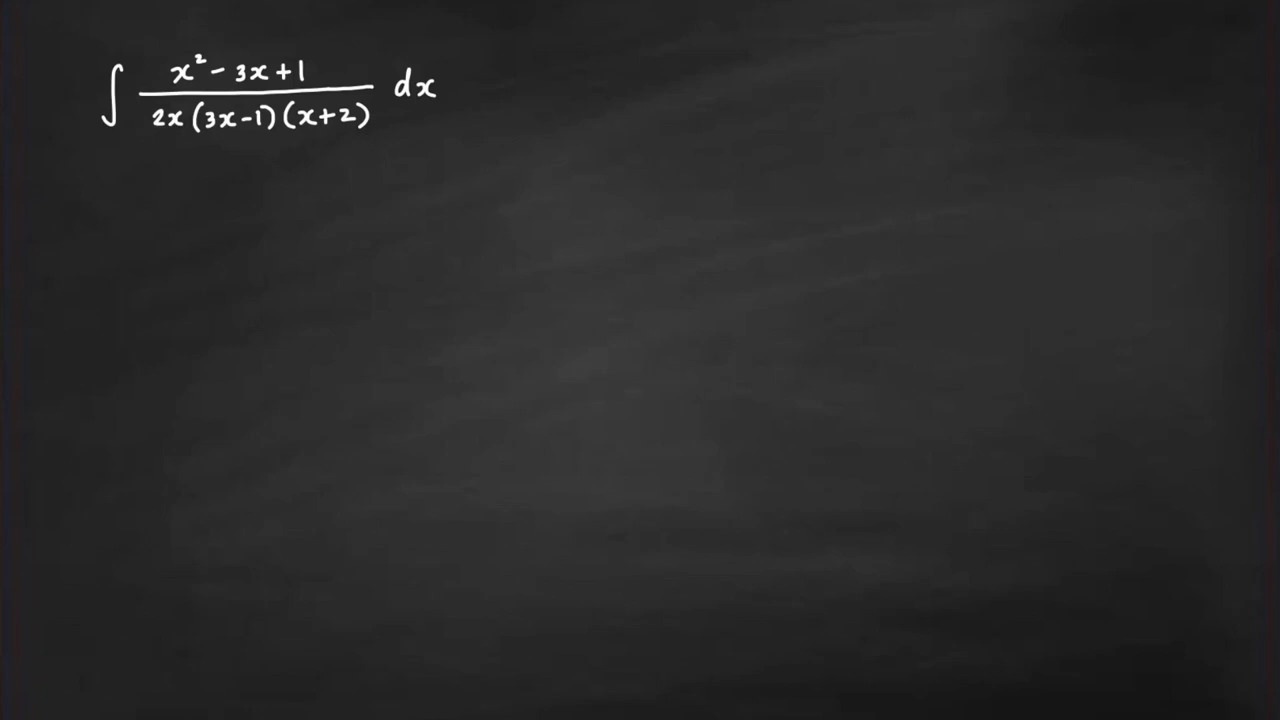 ∫ (x² - 3x + 1) / (2x(3x-1)(x+2)) dx